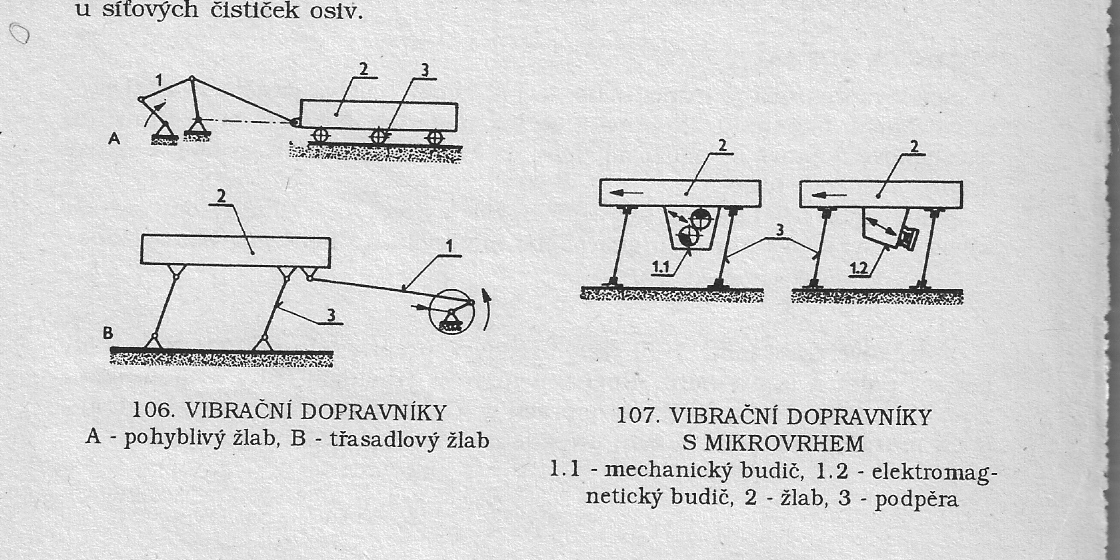 u síťových čističek osiv.
1
2
3
A
2
1
3
B
2
2
3
1.1
1.2
106. VIBRAČNÍ DOPRAVNÍKY
A - pohyblivý žlab, B - třasadlový žlab
107. VIBRAČNÍ DOPRAVNÍKY
S MIKROVRHEM
1.1 - mechanický budič, 1.2 - elektromag-
netický budič, 2 - žlab, 3 - podpěra